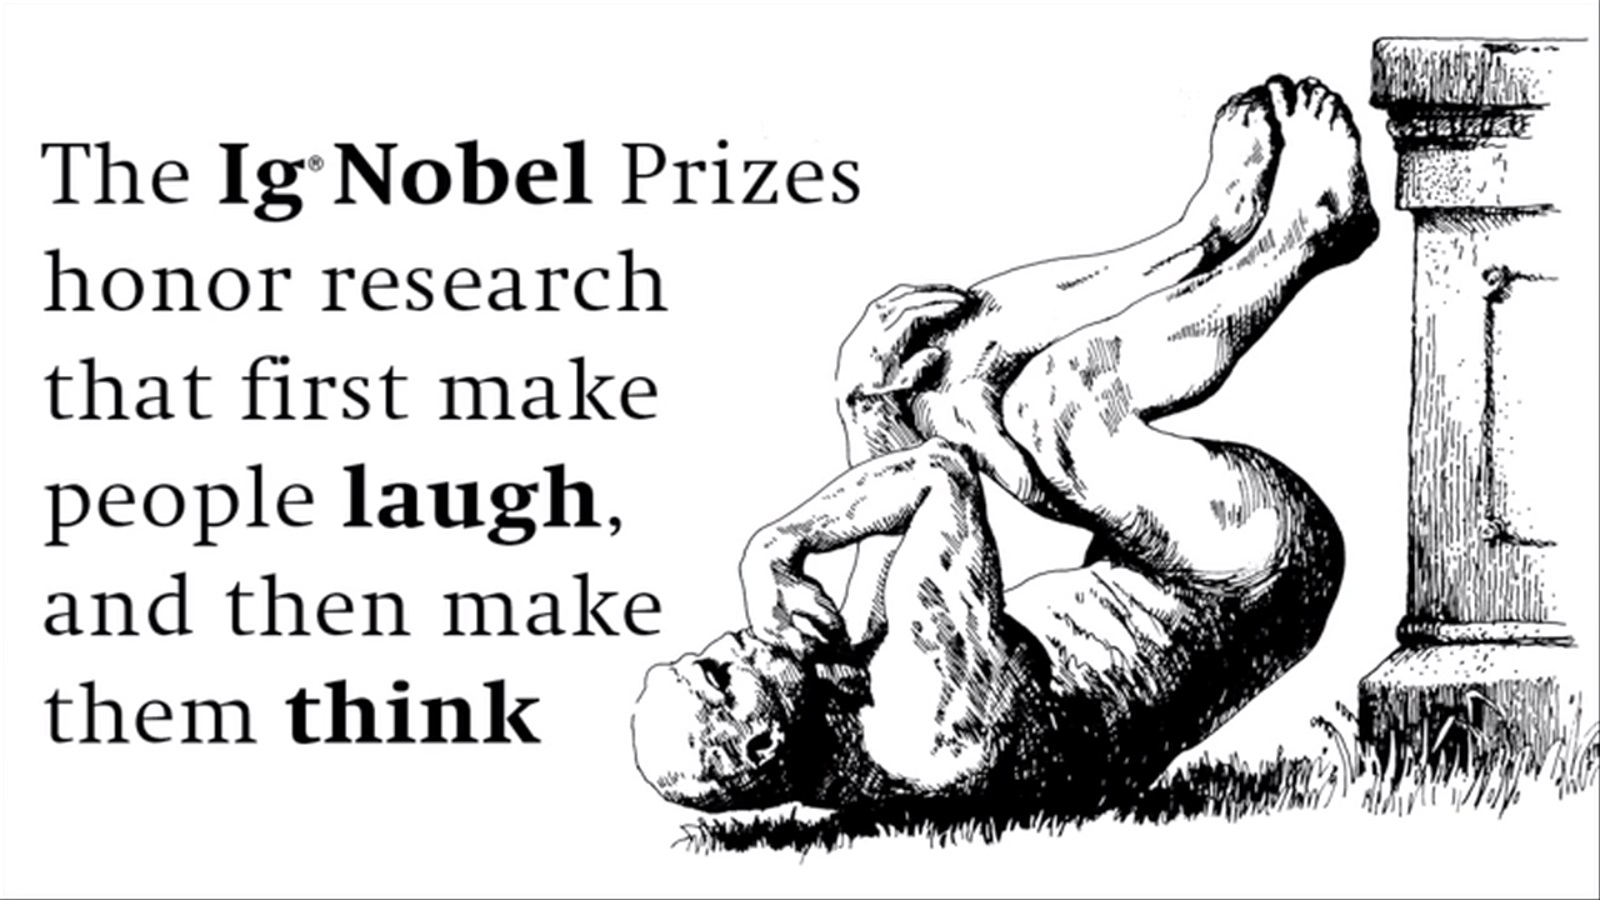 The Ig® Nobel Prizes
honor research
that first make
people laugh,
and then make
them think